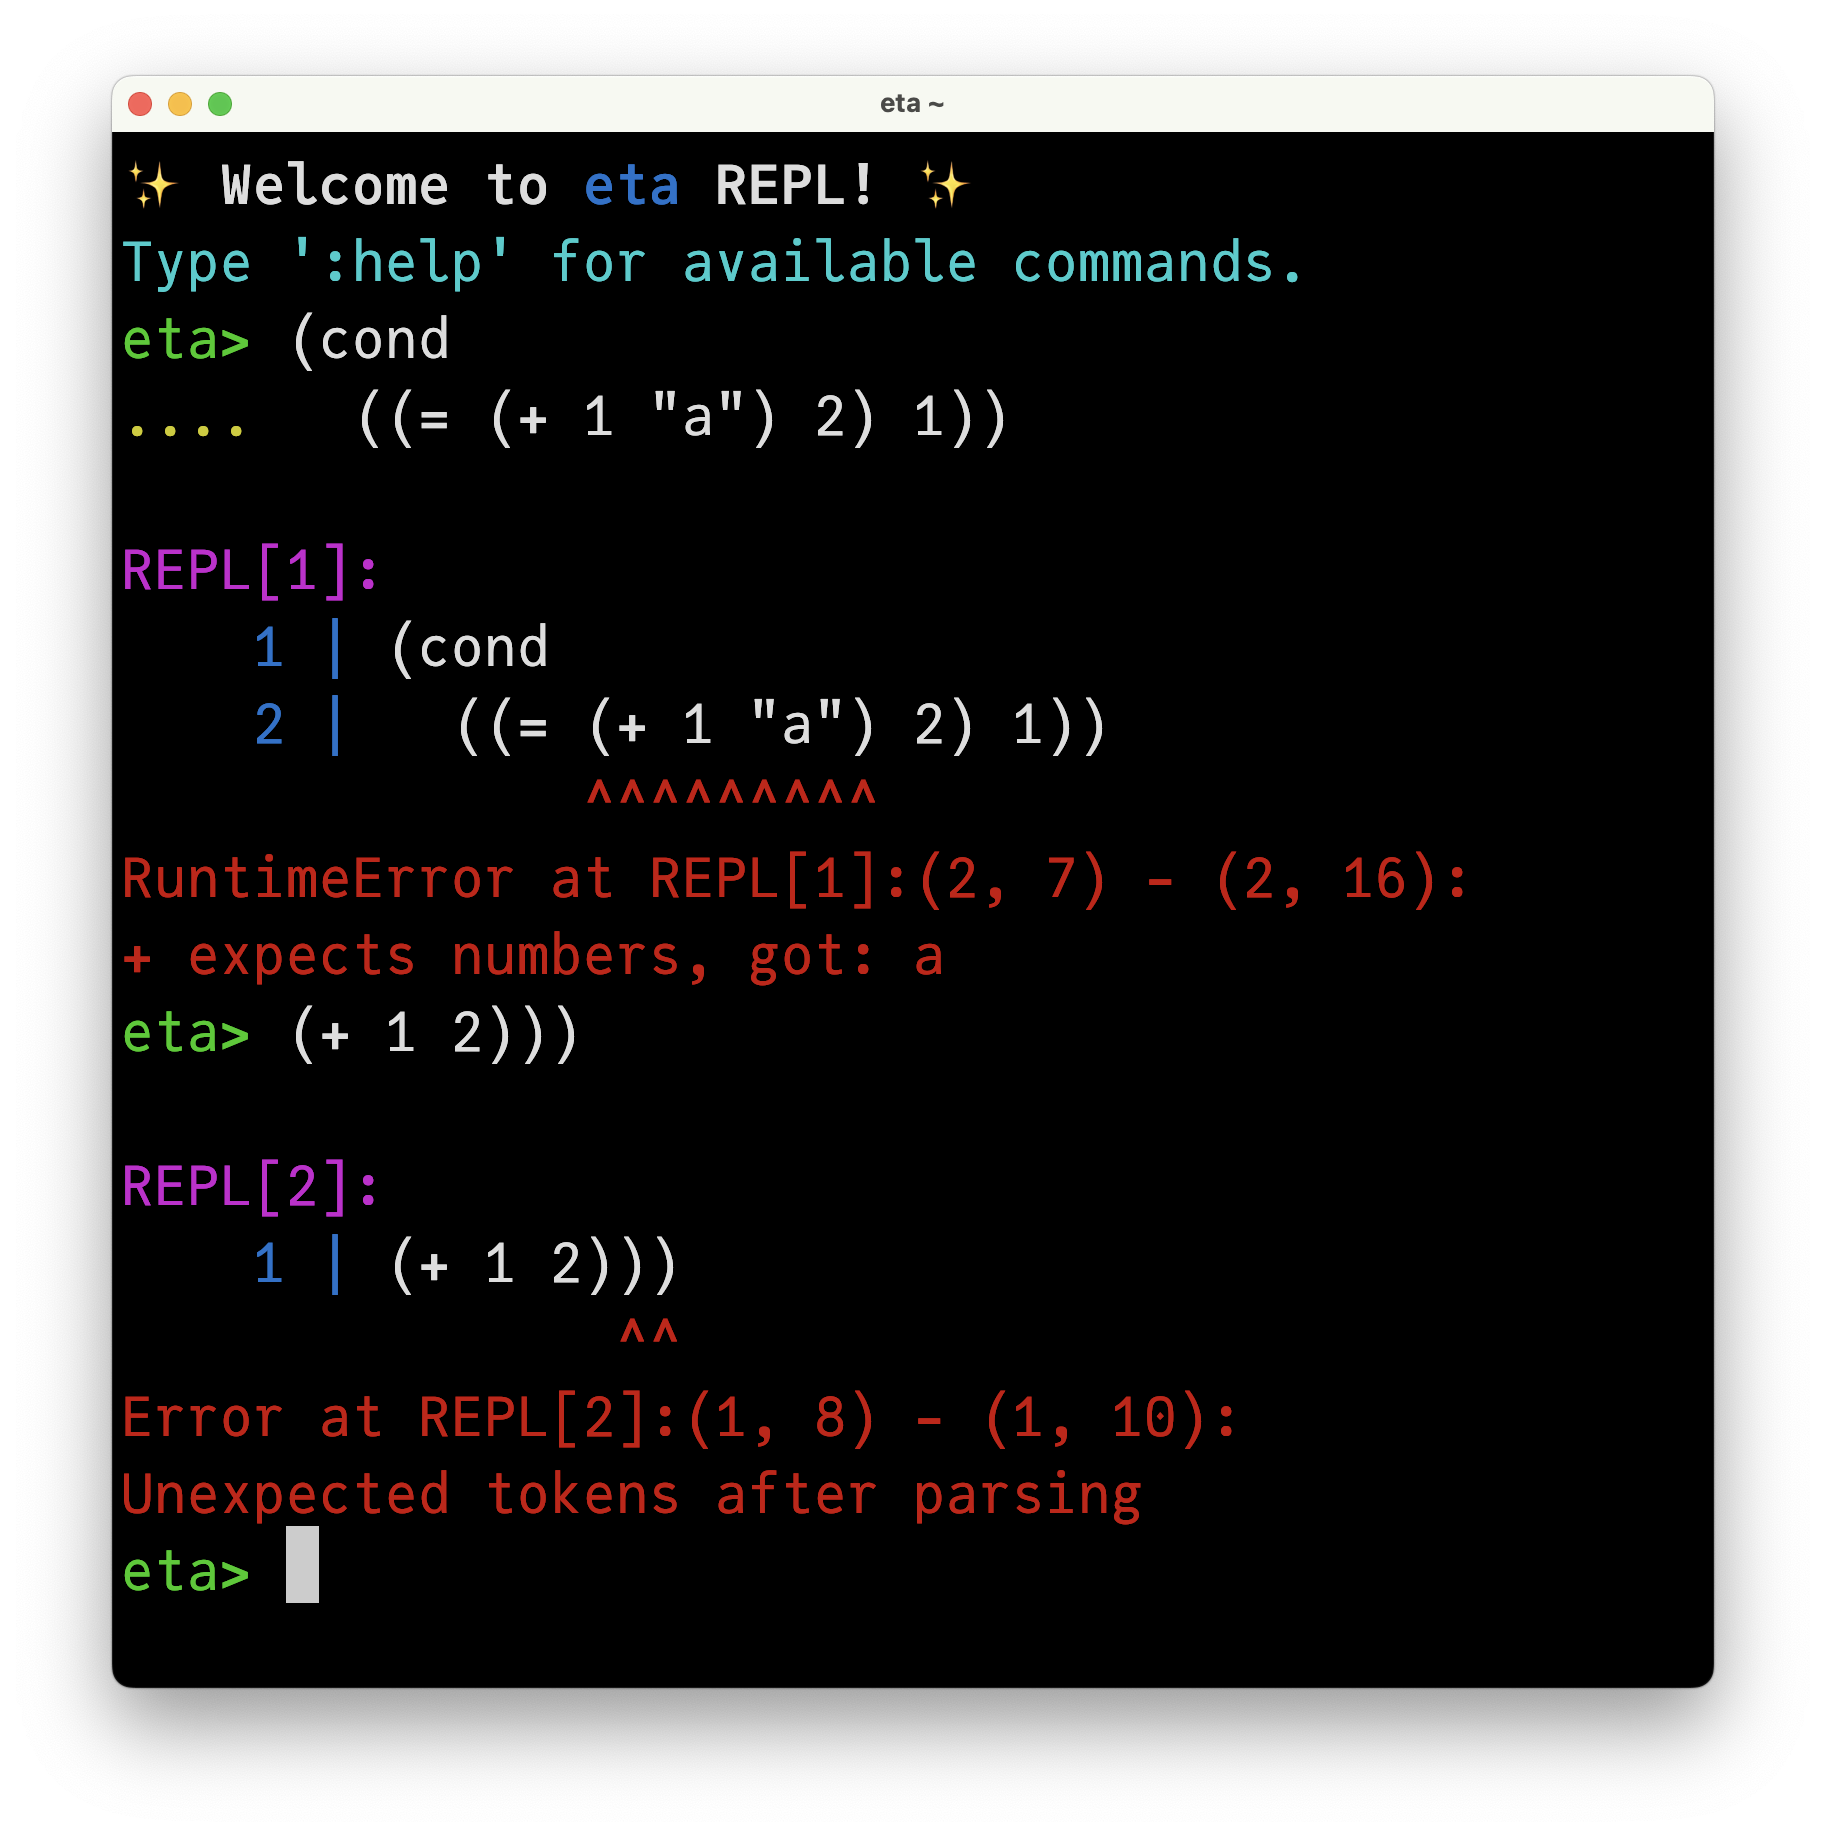 eta ~
✨ Welcome to eta REPL! ✨
Type ':help' for available commands.
eta> (cond
....   ((= (+ 1 "a") 2) 1))
REPL[1]:
    1 | (cond
    2 |   ((= (+ 1 "a") 2) 1))
              ^^^^^^^^^
RuntimeError at REPL[1]:(2, 7) - (2, 16):
+ expects numbers, got: a
eta> (+ 1 2)))
REPL[2]:
    1 | (+ 1 2)))
               ^^
Error at REPL[2]:(1, 8) - (1, 10):
Unexpected tokens after parsing
eta>